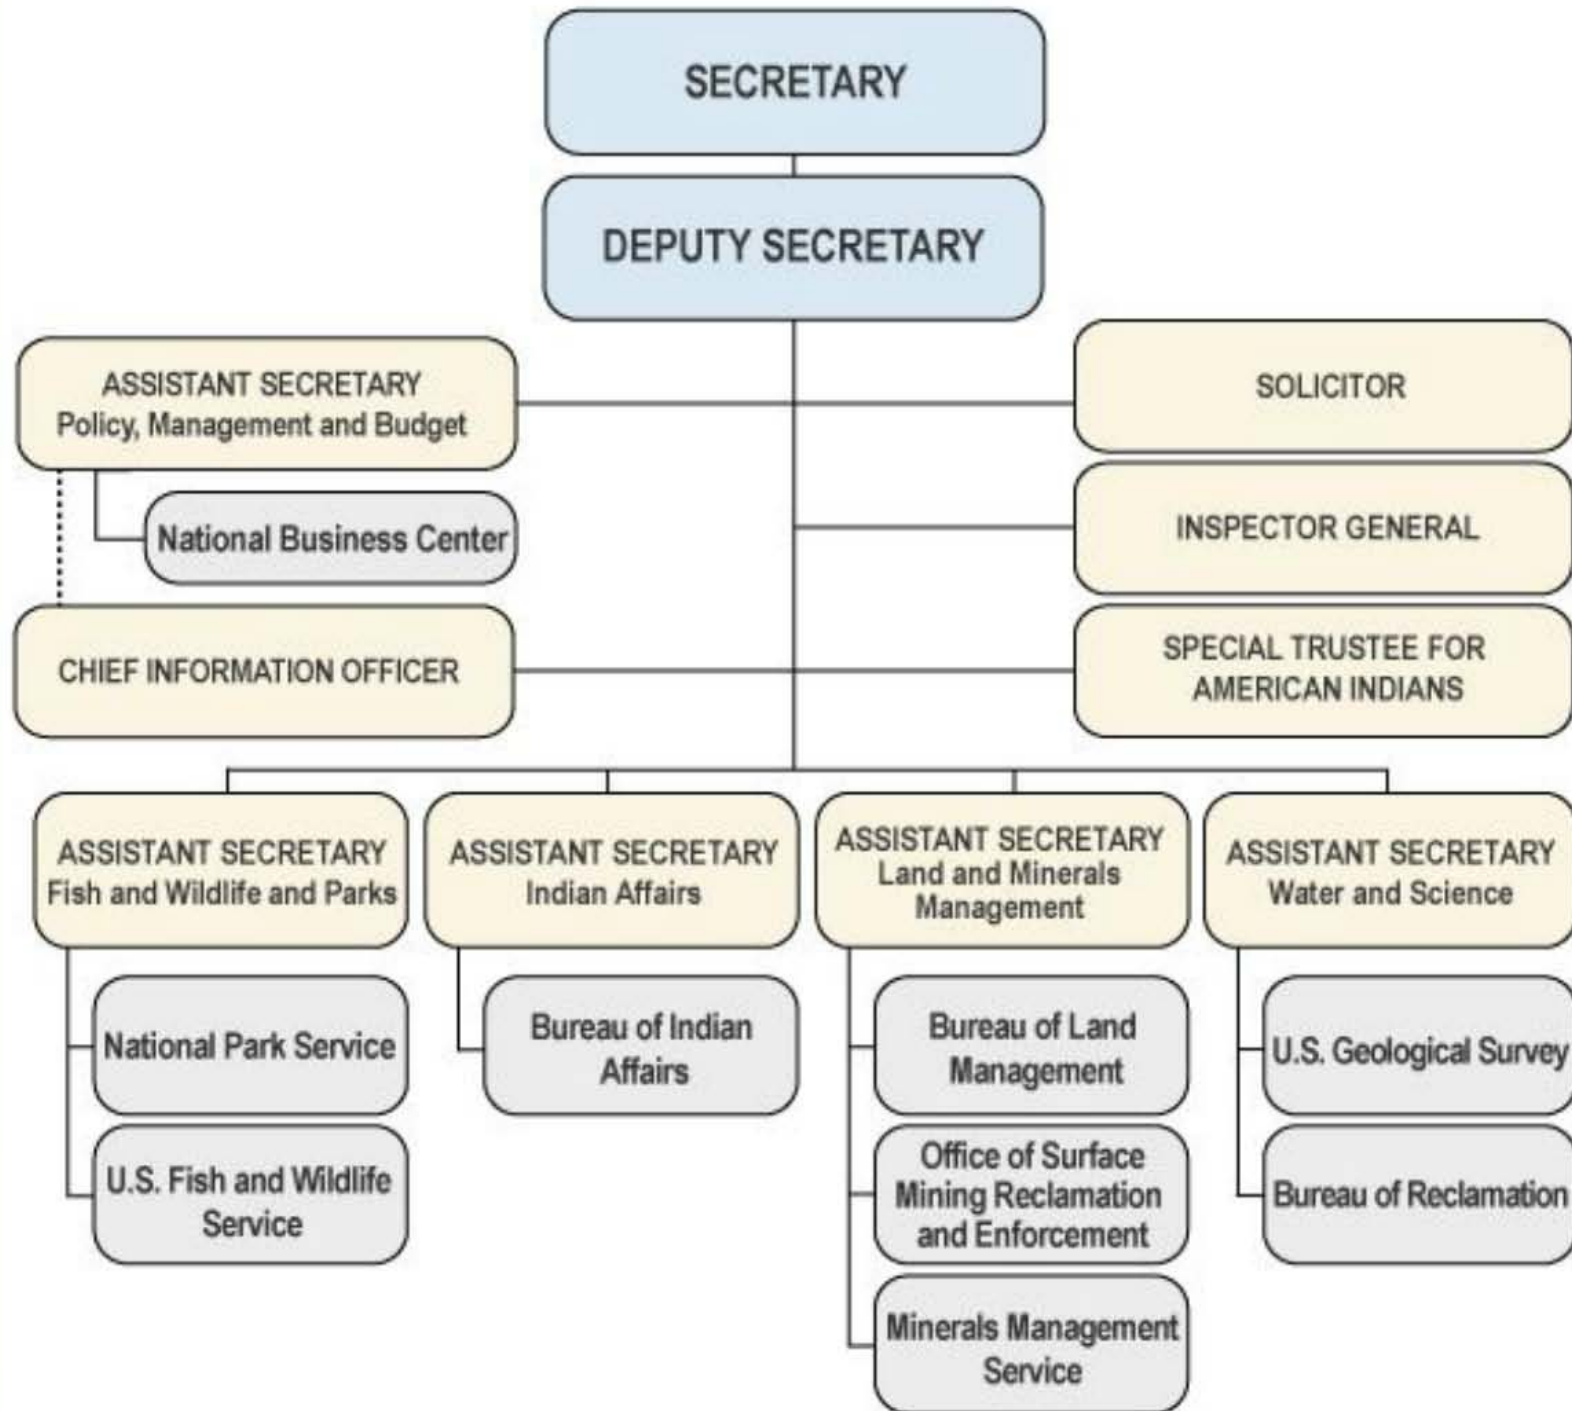 SECRETARY
DEPUTY SECRETARY
ASSISTANT SECRETARY
Policy, Management and Budget
SOLICITOR
National Business Center
INSPECTOR GENERAL
CHIEF INFORMATION OFFICER
SPECIAL TRUSTEE FOR
AMERICAN INDIANS
ASSISTANT SECRETARY
Fish and Wildlife and Parks
ASSISTANT SECRETARY
Indian Affairs
ASSISTANT SECRETARY
Land and Minerals
Management
ASSISTANT SECRETARY
Water and Science
National Park Service
U.S. Fish and Wildlife
Service
Bureau of Indian
Affairs
Bureau of Land
Management
Office of Surface
Mining Reclamation
and Enforcement
Minerals Management
Service
U.S. Geological Survey
Bureau of Reclamation